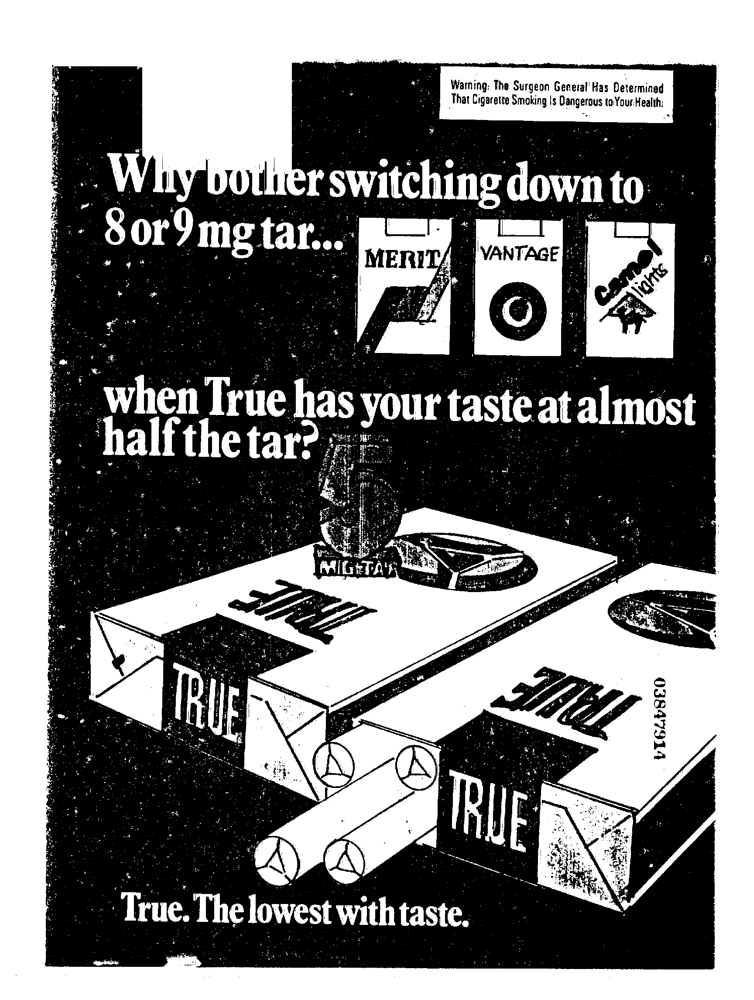 Warning: The Surgeon General Has Determined
That Cigarette Smoking Is Dangerous to Your Health.
Why bother switching down to
8 or 9 mg tar...
MERIT
VANTAGE
Camel
lights
when True has your taste at almost
half the tar?
5
MG TAR
TRUE
TRUE
TRUE
TRUE
03847914
True. The lowest with taste.